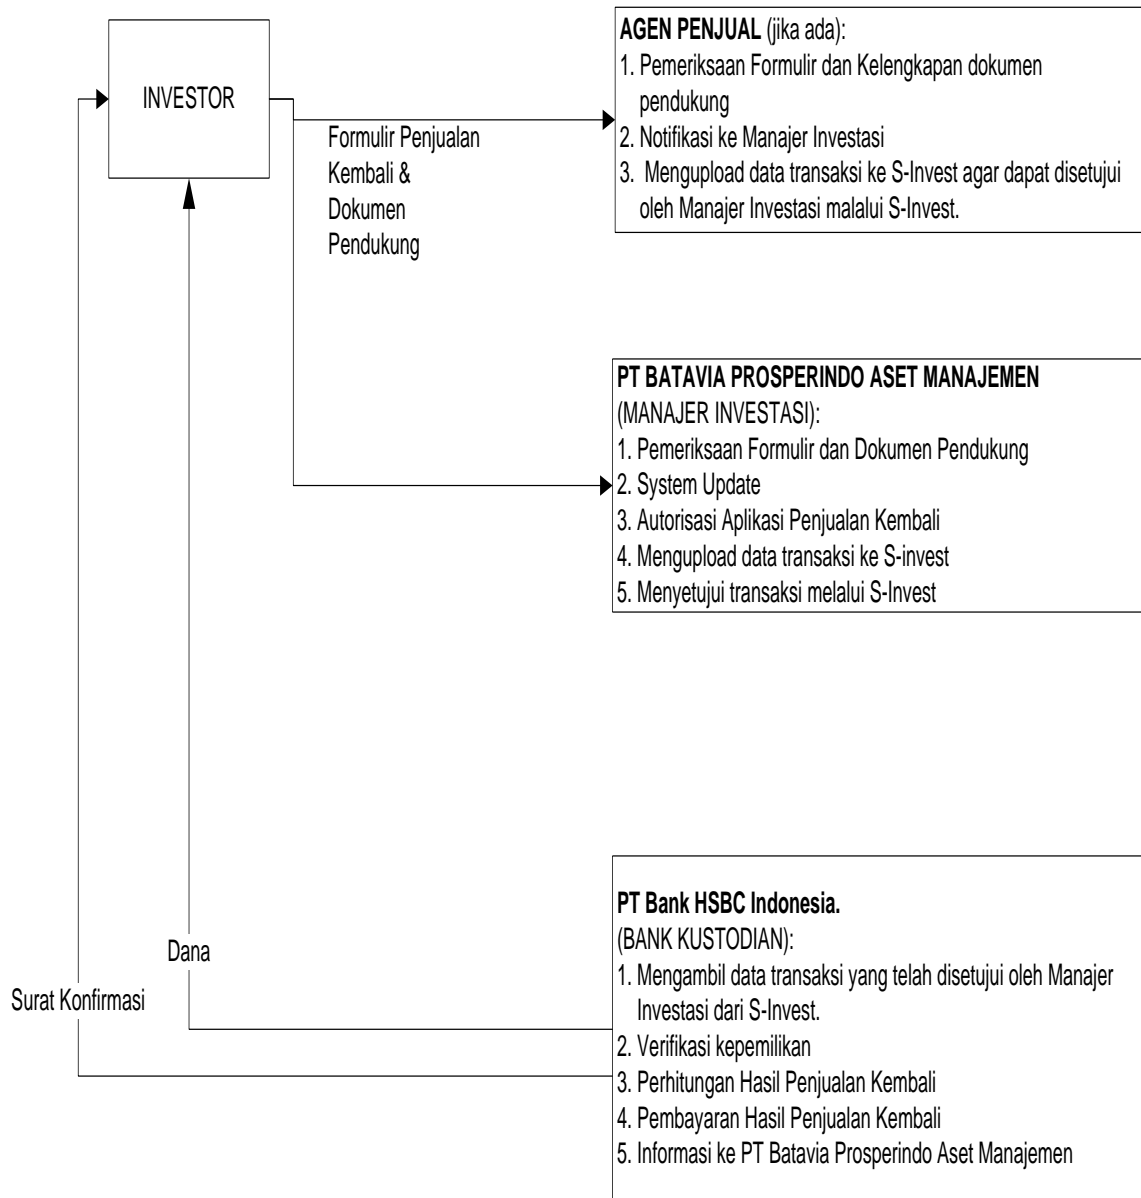 INVESTOR
Formulir Penjualan
Kembali &
Dokumen
Pendukung
AGEN PENJUAL (jika ada):
1. Pemeriksaan Formulir dan Kelengkapan dokumen
pendukung
2. Notifikasi ke Manajer Investasi
3. Mengupload data transaksi ke S-Invest agar dapat disetujui
oleh Manajer Investasi malalui S-Invest.
PT BATAVIA PROSPERINDO ASET MANAJEMEN
(MANAJER INVESTASI):
1. Pemeriksaan Formulir dan Dokumen Pendukung
2. System Update
3. Autorisasi Aplikasi Penjualan Kembali
4. Mengupload data transaksi ke S-invest
5. Menyetujui transaksi melalui S-Invest
Dana
Surat Konfirmasi
PT Bank HSBC Indonesia.
(BANK KUSTODIAN):
1. Mengambil data transaksi yang telah disetujui oleh Manajer
Investasi dari S-Invest.
2. Verifikasi kepemilikan
3. Perhitungan Hasil Penjualan Kembali
4. Pembayaran Hasil Penjualan Kembali
5. Informasi ke PT Batavia Prosperindo Aset Manajemen